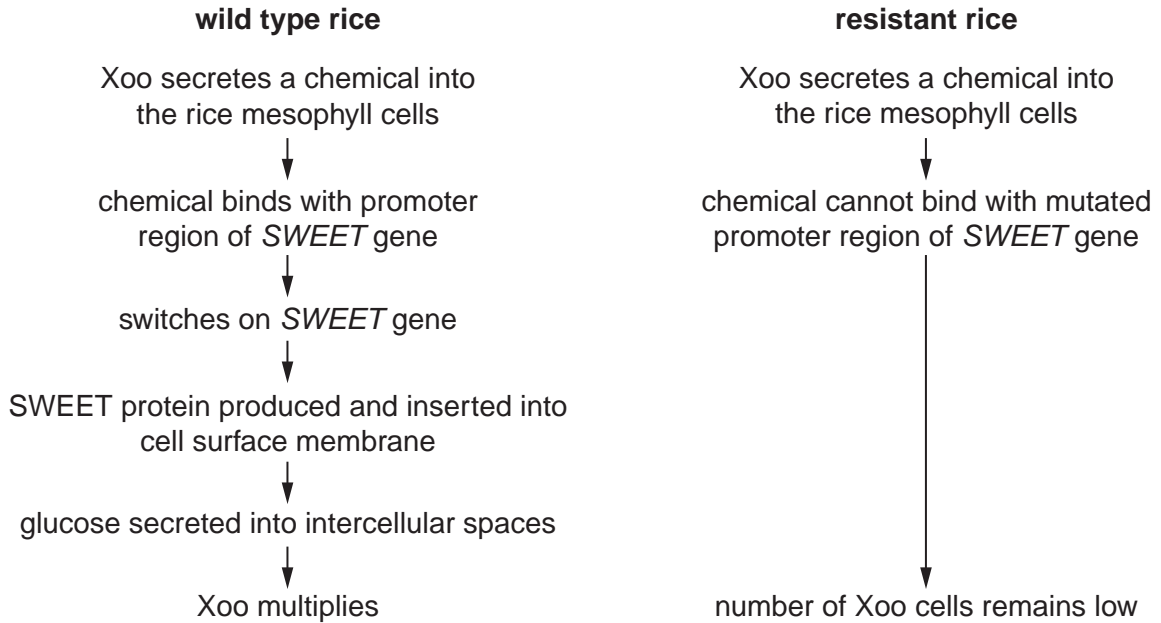 wild type rice
Xoo secretes a chemical into
the rice mesophyll cells
chemical binds with promoter
region of SWEET gene
switches on SWEET gene
SWEET protein produced and inserted into
cell surface membrane
glucose secreted into intercellular spaces
Xoo multiplies
resistant rice
Xoo secretes a chemical into
the rice mesophyll cells
chemical cannot bind with mutated
promoter region of SWEET gene
number of Xoo cells remains low